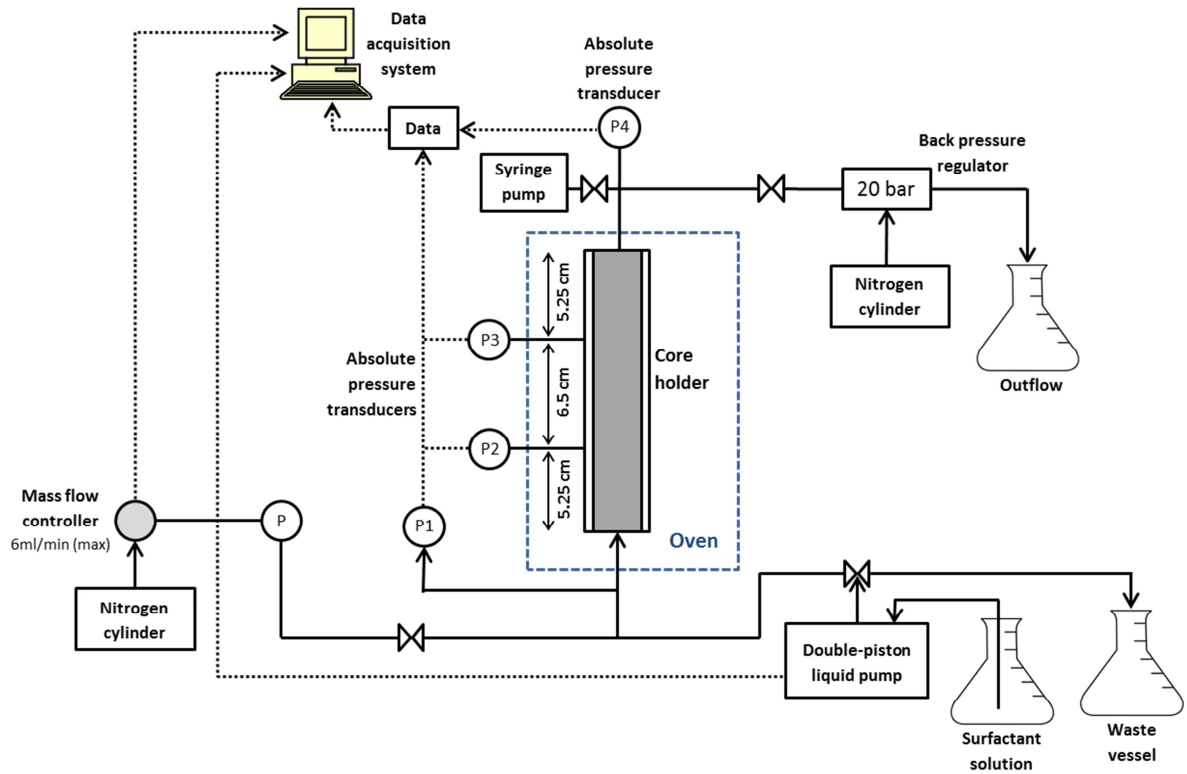 Data
acquisition
system
Absolute
pressure
transducer
Data
P4
Syringe
pump
Back pressure
regulator
20 bar
Nitrogen
cylinder
Outflow
5.25 cm
6.5 cm
5.25 cm
P3
P2
Core
holder
Absolute
pressure
transducers
Mass flow
controller
6ml/min (max)
P
P1
Oven
Nitrogen
cylinder
Double-piston
liquid pump
Surfactant
solution
Waste
vessel